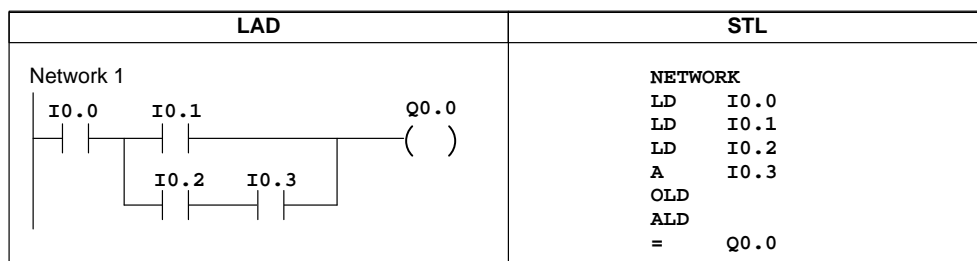 LAD
STL
Network 1
I0.0 I0.1 Q0.0
I0.2 I0.3
NETWORK
LD I0.0
LD I0.1
LD I0.2
A I0.3
OLD
ALD
= Q0.0